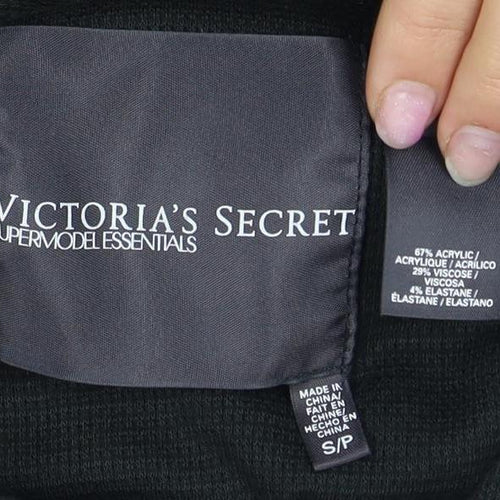 VICTORIA'S SECRET
SUPERMODEL ESSENTIALS
67% ACRYLIC/
ACRYLIQUE / ACRÍLICO
29% VISCOSE/
VISCOSA
4% ELASTANE/
ÉLASTANE / ELASTANO
MADE IN
CHINA/
FAIT EN
CHINE/
HECHO EN
CHINA
S/P